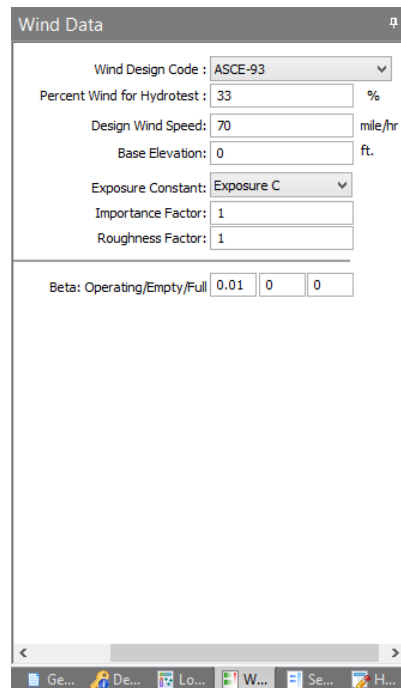 Wind Data
Wind Design Code : ASCE-93
Percent Wind for Hydrotest : 33 %
Design Wind Speed: 70 mile/hr
Base Elevation: 0 ft.
Exposure Constant: Exposure C
Importance Factor: 1
Roughness Factor: 1
Beta: Operating/Empty/Full 0.01 0 0
Ge... De... Lo... W... Se... H...